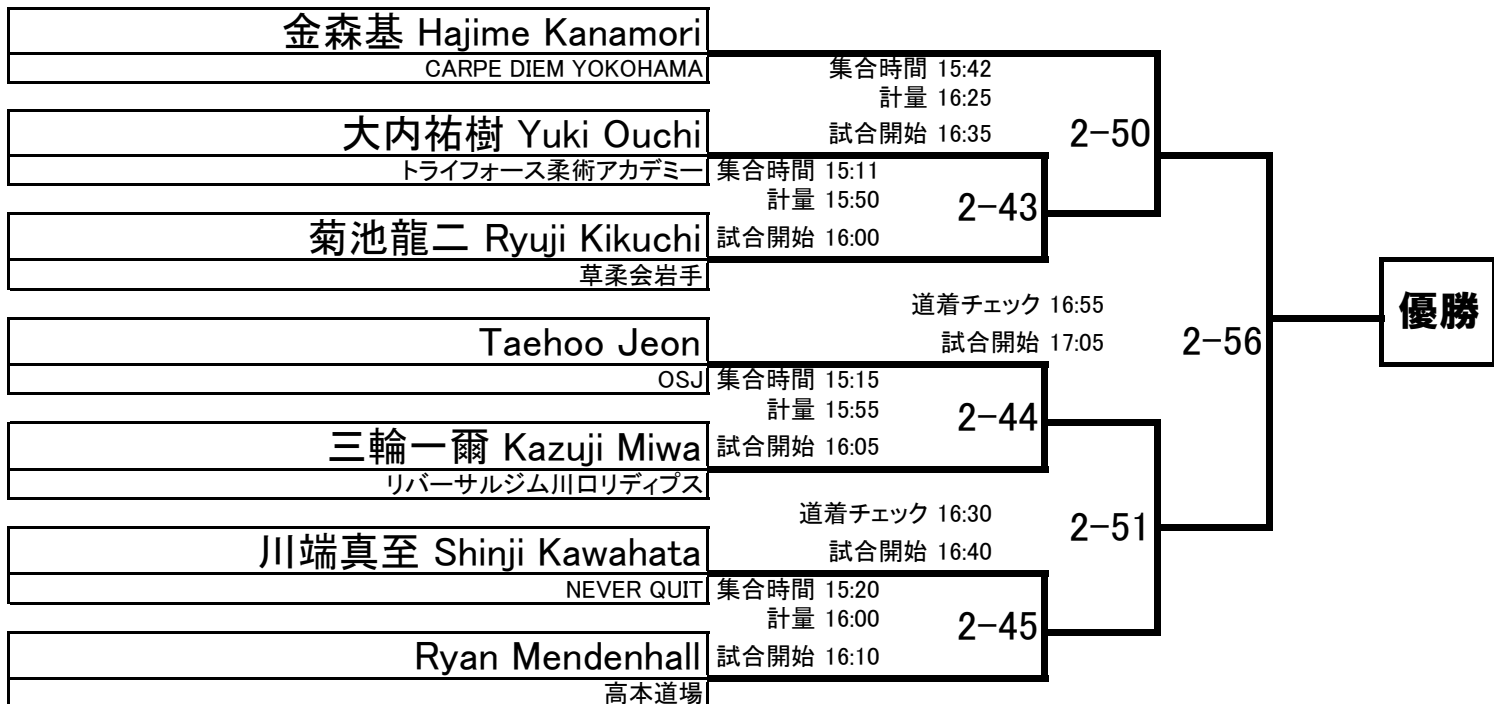 金森基 Hajime Kanamori
CARPE DIEM YOKOHAMA
集合時間 15:42
計量 16:25
試合開始 16:35
2-50
大内祐樹 Yuki Ouchi
トライフォース柔術アカデミー
集合時間 15:11
計量 15:50
試合開始 16:00
2-43
菊池龍二 Ryuji Kikuchi
草柔会岩手
道着チェック 16:55
試合開始 17:05
2-56
優勝
Taehoo Jeon
OSJ
集合時間 15:15
計量 15:55
試合開始 16:05
2-44
三輪一爾 Kazuji Miwa
リバーサルジム川口リディプス
道着チェック 16:30
試合開始 16:40
2-51
川端真至 Shinji Kawahata
NEVER QUIT
集合時間 15:20
計量 16:00
試合開始 16:10
2-45
Ryan Mendenhall
高本道場